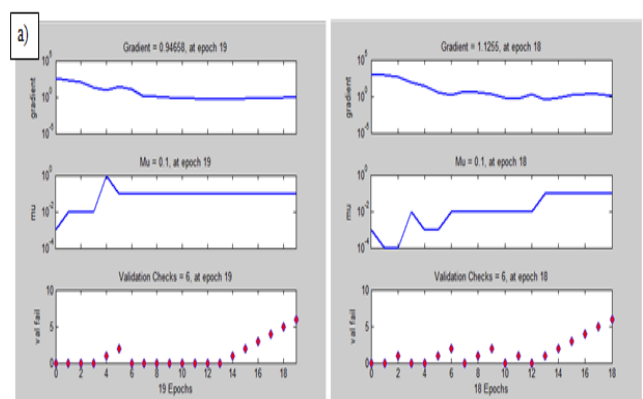 a)
Gradient = 0.94658, at epoch 19
10^5
10^0
10^-5
gradient
Mu = 0.1, at epoch 19
10^0
10^-2
10^-4
mu
Validation Checks = 6, at epoch 19
10
5
0
val fail
0 2 4 6 8 10 12 14 16 18
19 Epochs
Gradient = 1.1255, at epoch 18
10^5
10^0
10^-5
gradient
Mu = 0.1, at epoch 18
10^0
10^-2
10^-4
mu
Validation Checks = 6, at epoch 18
10
5
0
val fail
0 2 4 6 8 10 12 14 16 18
18 Epochs